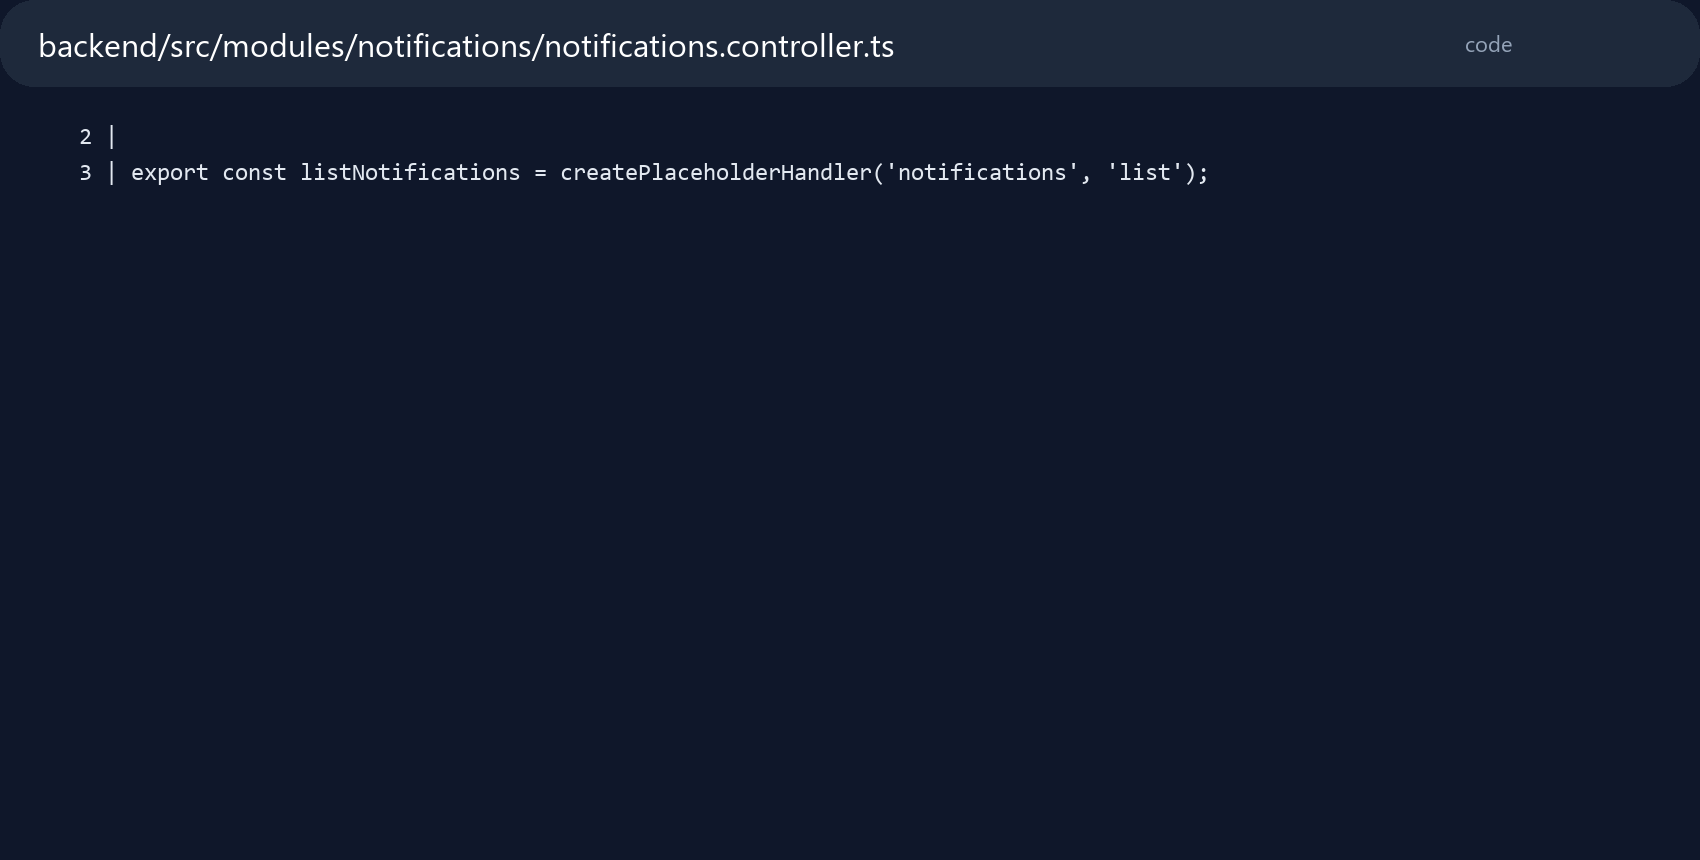 backend/src/modules/notifications/notifications.controller.ts
code
2 |
3 | export const listNotifications = createPlaceholderHandler('notifications', 'list');